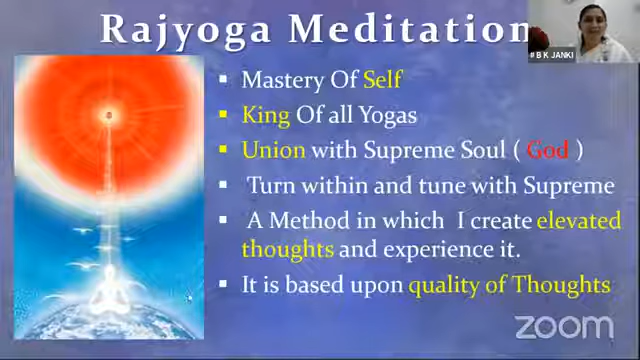 Rajyoga Meditation
# B K JANKI
▪ Mastery Of Self
▪ King Of all Yogas
▪ Union with Supreme Soul ( God )
▪ Turn within and tune with Supreme
▪ A Method in which I create elevated
thoughts and experience it.
▪ It is based upon quality of Thoughts
zoom